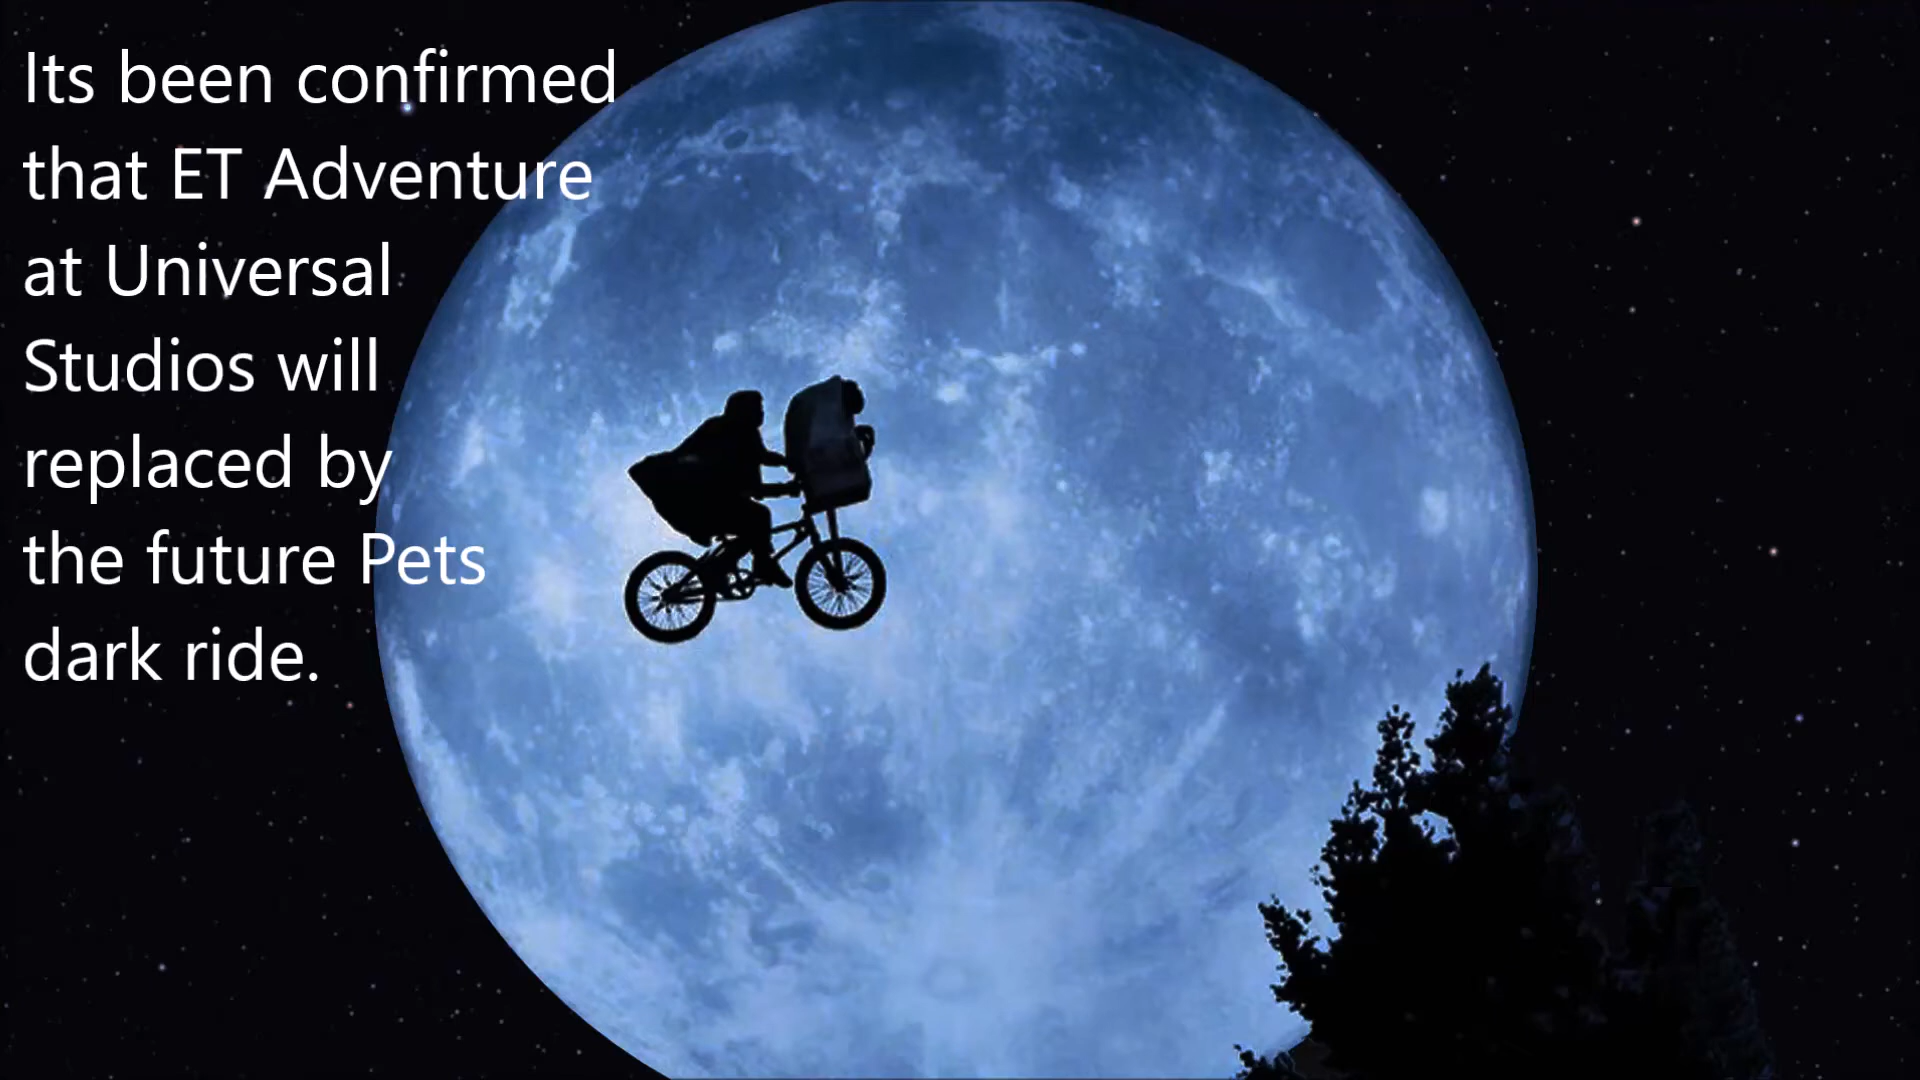 Its been confirmed
that ET Adventure
at Universal
Studios will
replaced by
the future Pets
dark ride.